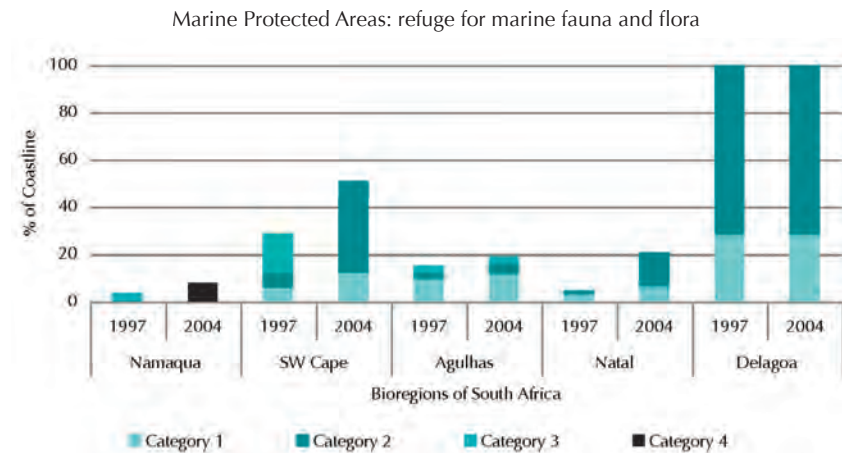 Marine Protected Areas: refuge for marine fauna and flora
100
80
60
40
20
0
% of Coastline
1997 2004 1997 2004 1997 2004 1997 2004 1997 2004
Namaqua SW Cape Agulhas Natal Delagoa
Bioregions of South Africa
Category 1 Category 2 Category 3 Category 4